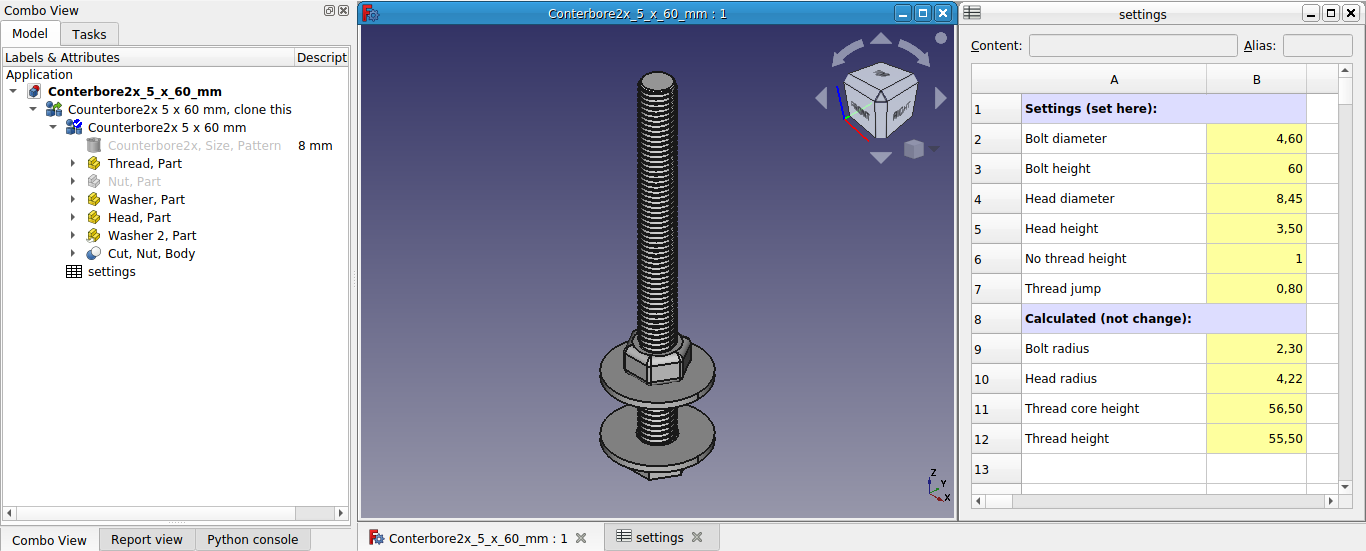 Combo View
Model
Tasks
Labels & Attributes
Descript
Application
Conterbore2x_5_x_60_mm
Counterbore2x 5 x 60 mm, clone this
Counterbore2x 5 x 60 mm
Counterbore2x, Size, Pattern 8 mm
Thread, Part
Nut, Part
Washer, Part
Head, Part
Washer 2, Part
Cut, Nut, Body
settings
Combo View
Report view
Python console
Conterbore2x_5_x_60_mm : 1
FRONT
RIGHT
Z
Y
X
Conterbore2x_5_x_60_mm : 1
settings
settings
Content:
Alias:
A B
1 Settings (set here):
2 Bolt diameter 4,60
3 Bolt height 60
4 Head diameter 8,45
5 Head height 3,50
6 No thread height 1
7 Thread jump 0,80
8 Calculated (not change):
9 Bolt radius 2,30
10 Head radius 4,22
11 Thread core height 56,50
12 Thread height 55,50
13